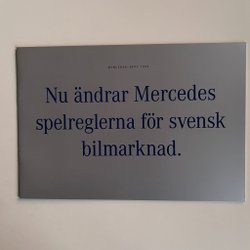 Nu ändrar Mercedes
spelreglerna för svensk
bilmarknad.